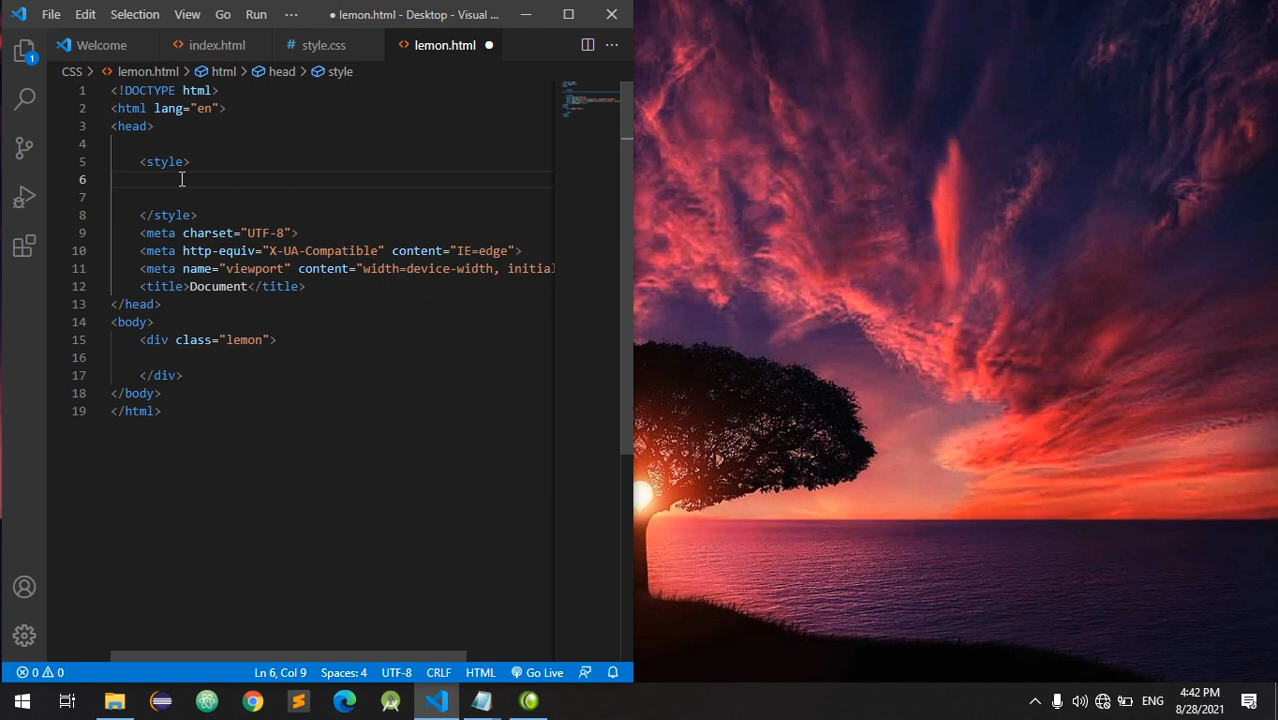 File Edit Selection View Go Run ··· ● lemon.html - Desktop - Visual ...
Welcome index.html # style.css lemon.html ● ···
1
CSS > lemon.html > html > head > style
1 <!DOCTYPE html>
2 <html lang="en">
3 <head>
4
5 <style>
6
7
8 </style>
9 <meta charset="UTF-8">
10 <meta http-equiv="X-UA-Compatible" content="IE=edge">
11 <meta name="viewport" content="width=device-width, initial
12 <title>Document</title>
13 </head>
14 <body>
15 <div class="lemon">
16
17 </div>
18 </body>
19 </html>
0 0 Ln 6, Col 9 Spaces: 4 UTF-8 CRLF HTML Go Live
ENG 4:42 PM
8/28/2021